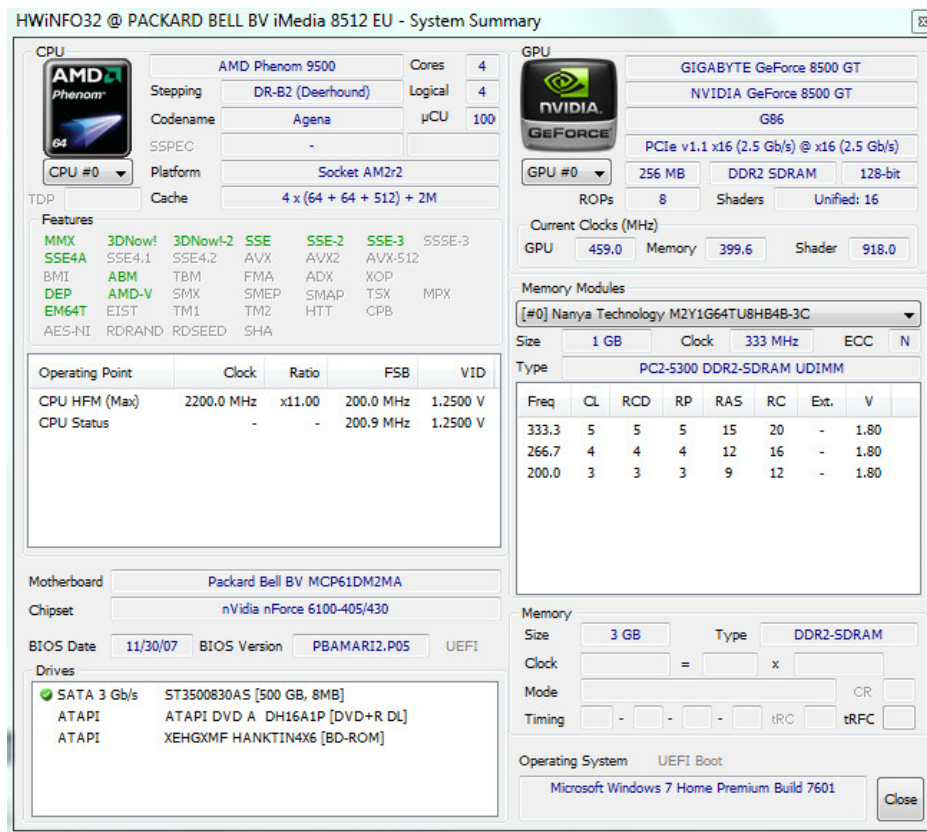 HWiNFO32 @ PACKARD BELL BV iMedia 8512 EU - System Summary
CPU
AMD
Phenom
64
AMD Phenom 9500 Cores 4
Stepping DR-B2 (Deerhound) Logical 4
Codename Agena µCU 100
SSPEC -
CPU #0 Platform Socket AM2r2
TDP Cache 4 x (64 + 64 + 512) + 2M
Features
MMX 3DNow! 3DNow!-2 SSE SSE-2 SSE-3 SSSE-3
SSE4A SSE4.1 SSE4.2 AVX AVX2 AVX-512
BMI ABM TBM FMA ADX XOP
DEP AMD-V SMX SMEP SMAP TSX MPX
EM64T EIST TM1 TM2 HTT CPB
AES-NI RDRAND RDSEED SHA
Operating Point Clock Ratio FSB VID
CPU HFM (Max) 2200.0 MHz x11.00 200.0 MHz 1.2500 V
CPU Status - - 200.9 MHz 1.2500 V
Motherboard Packard Bell BV MCP61DM2MA
Chipset nVidia nForce 6100-405/430
BIOS Date 11/30/07 BIOS Version PBAMARI2.P05 UEFI
Drives
SATA 3 Gb/s ST3500830AS [500 GB, 8MB]
ATAPI ATAPI DVD A DH16A1P [DVD+R DL]
ATAPI XEHGXMF HANKTIN4X6 [BD-ROM]
GPU
NVIDIA.
GEFORCE
GIGABYTE GeForce 8500 GT
NVIDIA GeForce 8500 GT
G86
PCIe v1.1 x16 (2.5 Gb/s) @ x16 (2.5 Gb/s)
GPU #0 256 MB DDR2 SDRAM 128-bit
ROPs 8 Shaders Unified: 16
Current Clocks (MHz)
GPU 459.0 Memory 399.6 Shader 918.0
Memory Modules
[#0] Nanya Technology M2Y1G64TU8HB4B-3C
Size 1 GB Clock 333 MHz ECC N
Type PC2-5300 DDR2-SDRAM UDIMM
Freq CL RCD RP RAS RC Ext. V
333.3 5 5 5 15 20 - 1.80
266.7 4 4 4 12 16 - 1.80
200.0 3 3 3 9 12 - 1.80
Memory
Size 3 GB Type DDR2-SDRAM
Clock = x
Mode CR
Timing - - - tRC tRFC
Operating System UEFI Boot
Microsoft Windows 7 Home Premium Build 7601
Close